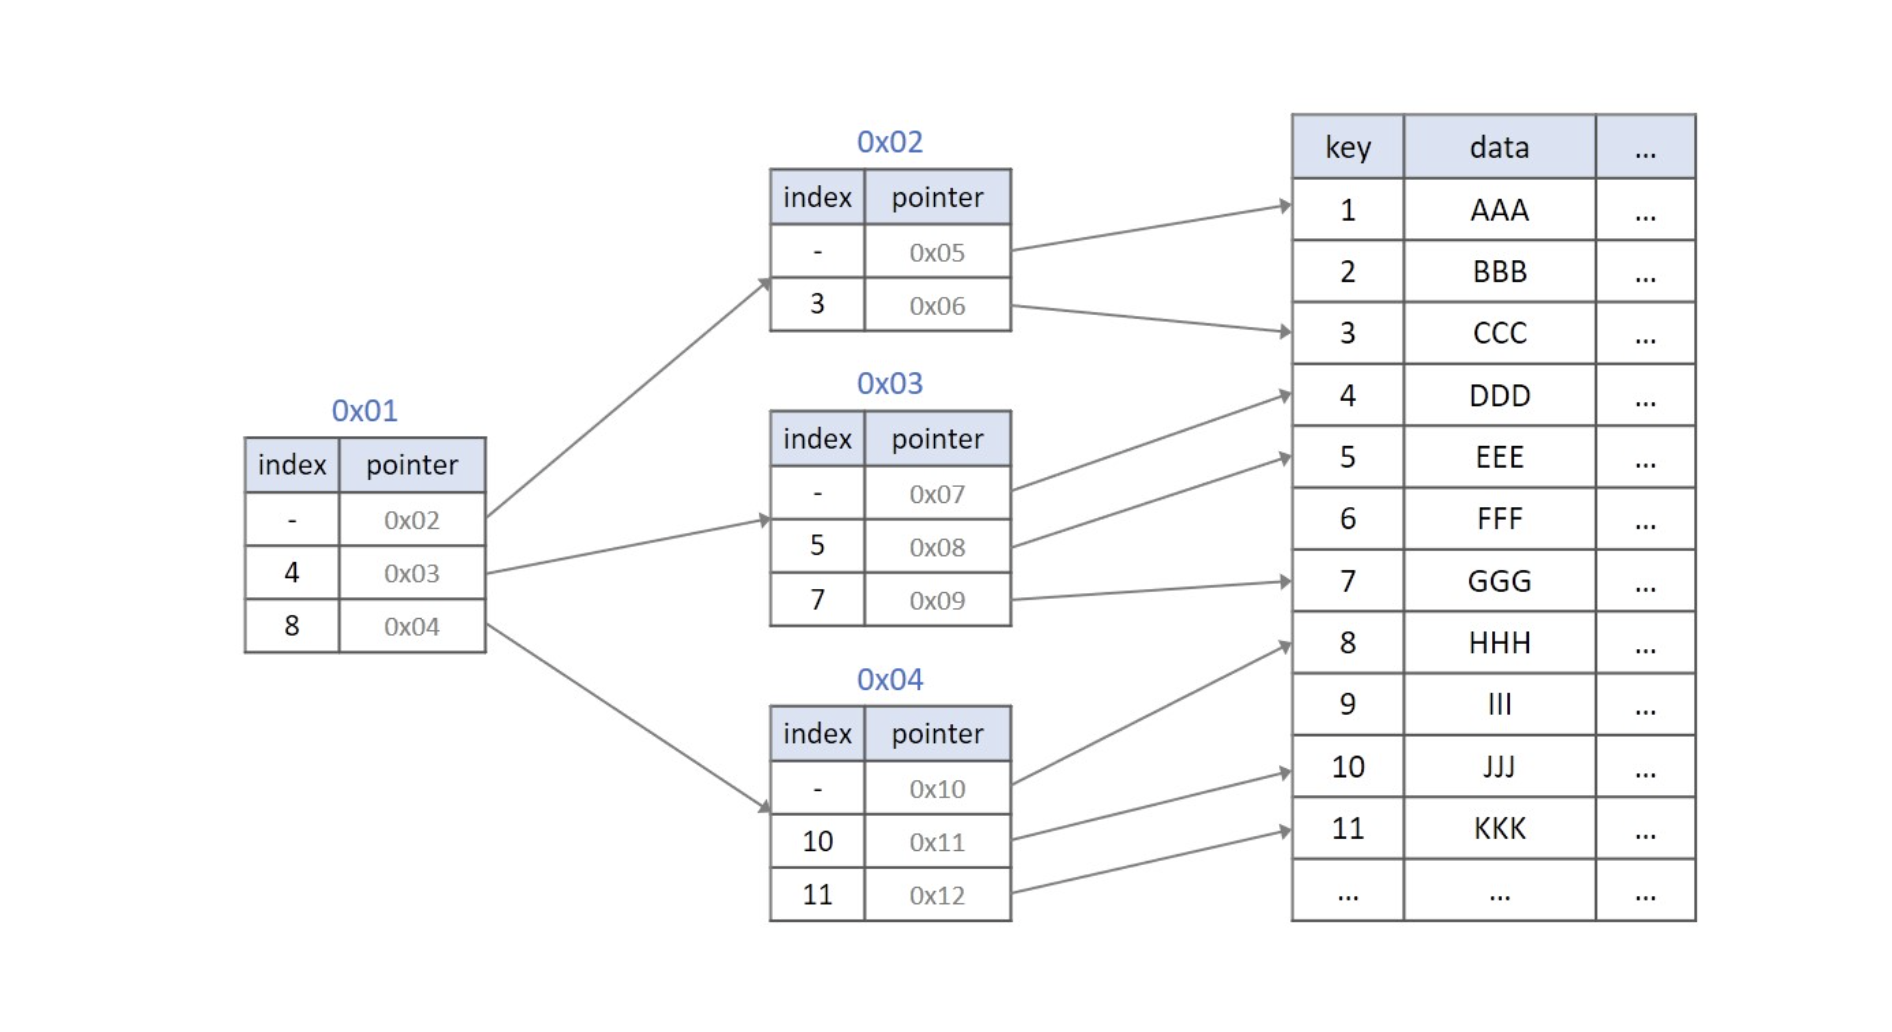 0x01
index pointer
- 0x02
4 0x03
8 0x04
0x02
index pointer
- 0x05
3 0x06
0x03
index pointer
- 0x07
5 0x08
7 0x09
0x04
index pointer
- 0x10
10 0x11
11 0x12
key data ...
1 AAA ...
2 BBB ...
3 CCC ...
4 DDD ...
5 EEE ...
6 FFF ...
7 GGG ...
8 HHH ...
9 III ...
10 JJJ ...
11 KKK ...
... ... ...